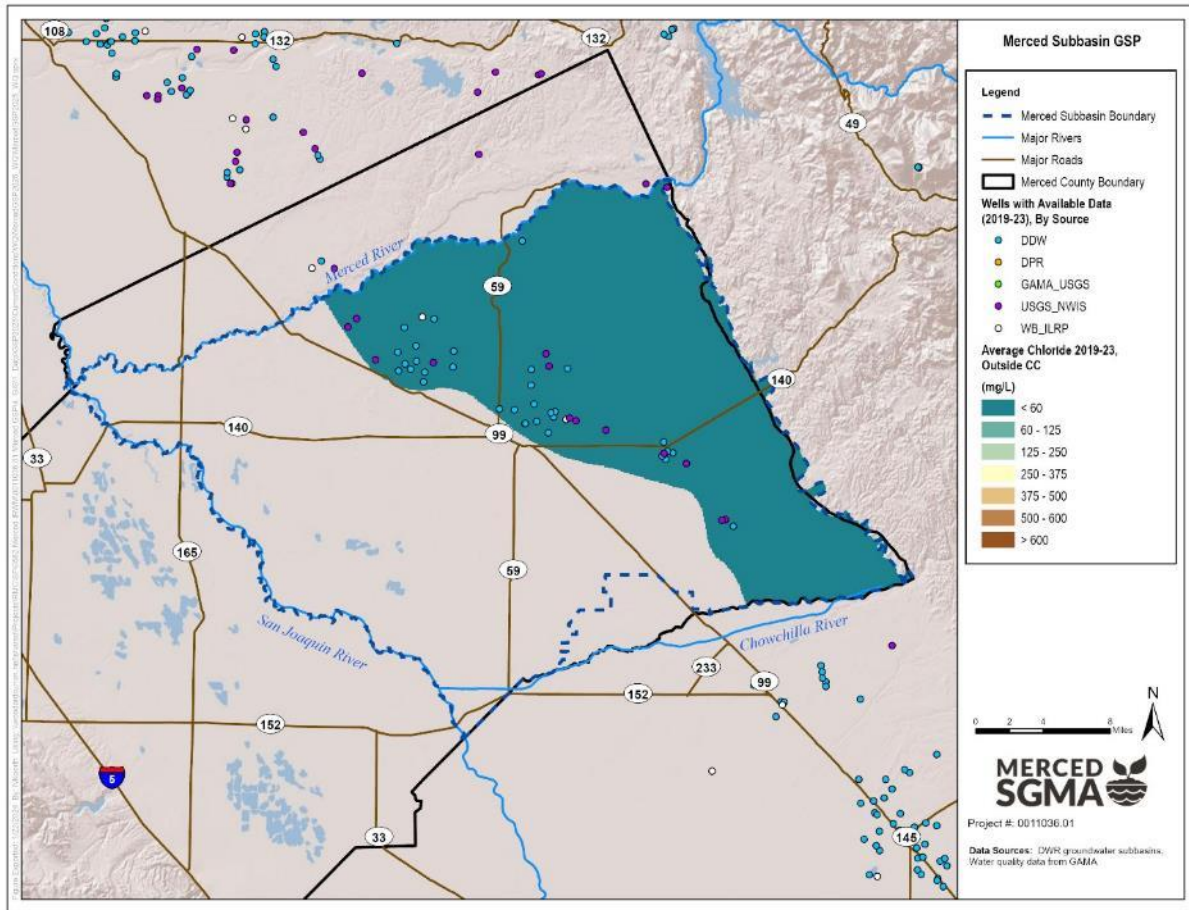 108
132
132
49
Merced River
59
140
140
99
33
165
59
San Joaquin River
Chowchilla River
233
99
152
152
5
33
145
Merced Subbasin GSP
Legend
Merced Subbasin Boundary
Major Rivers
Major Roads
Merced County Boundary
Wells with Available Data
(2019-23), By Source
DDW
DPR
GAMA_USGS
USGS_NWIS
WB_ILRP
Average Chloride 2019-23,
Outside CC
(mg/L)
< 60
60 - 125
125 - 250
250 - 375
375 - 500
500 - 600
> 600
N
0 2 4 8
Miles
MERCED
SGMA
Project #: 0011036.01
Data Sources: DWR groundwater subbasins,
Water quality data from GAMA